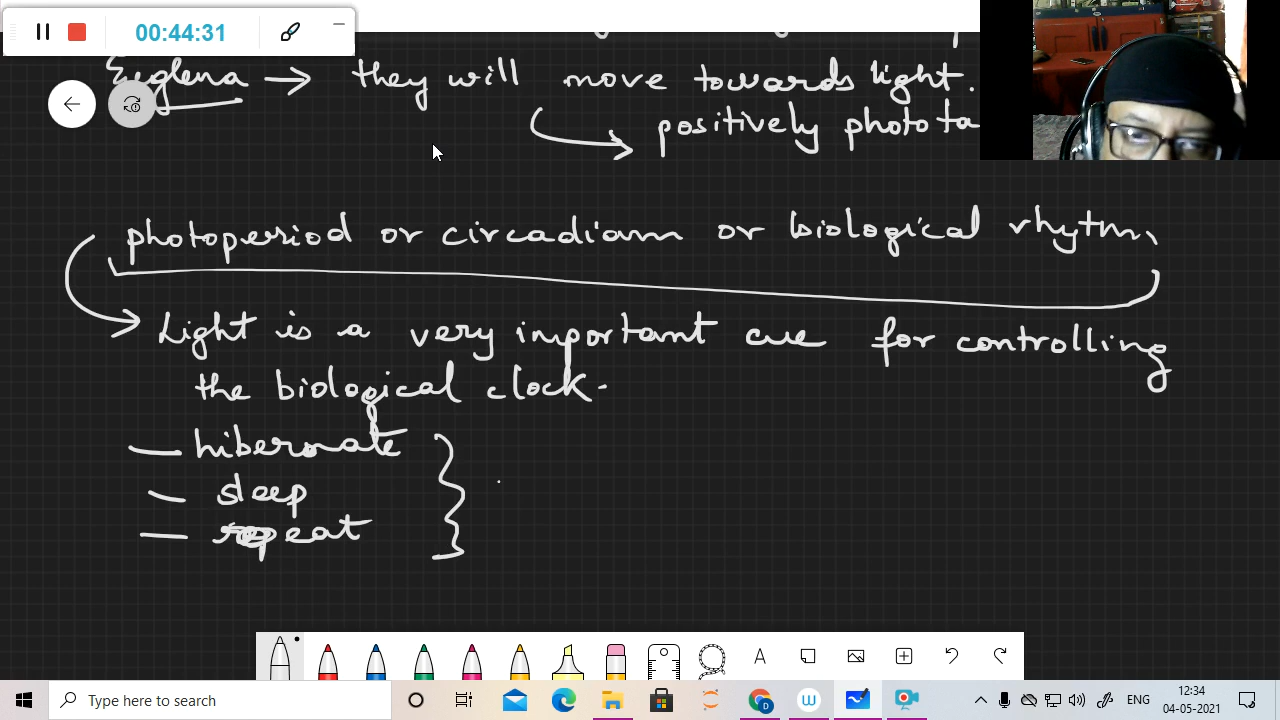 00:44:31
Euglena → they will move towards light.
positively photota
photoperiod or circadiam or biological rhythm,
Light is a very important cue for controlling
the biological clock.
— hibernate
— sleep
— repeat
A
Type here to search
ENG
12:34
04-05-2021